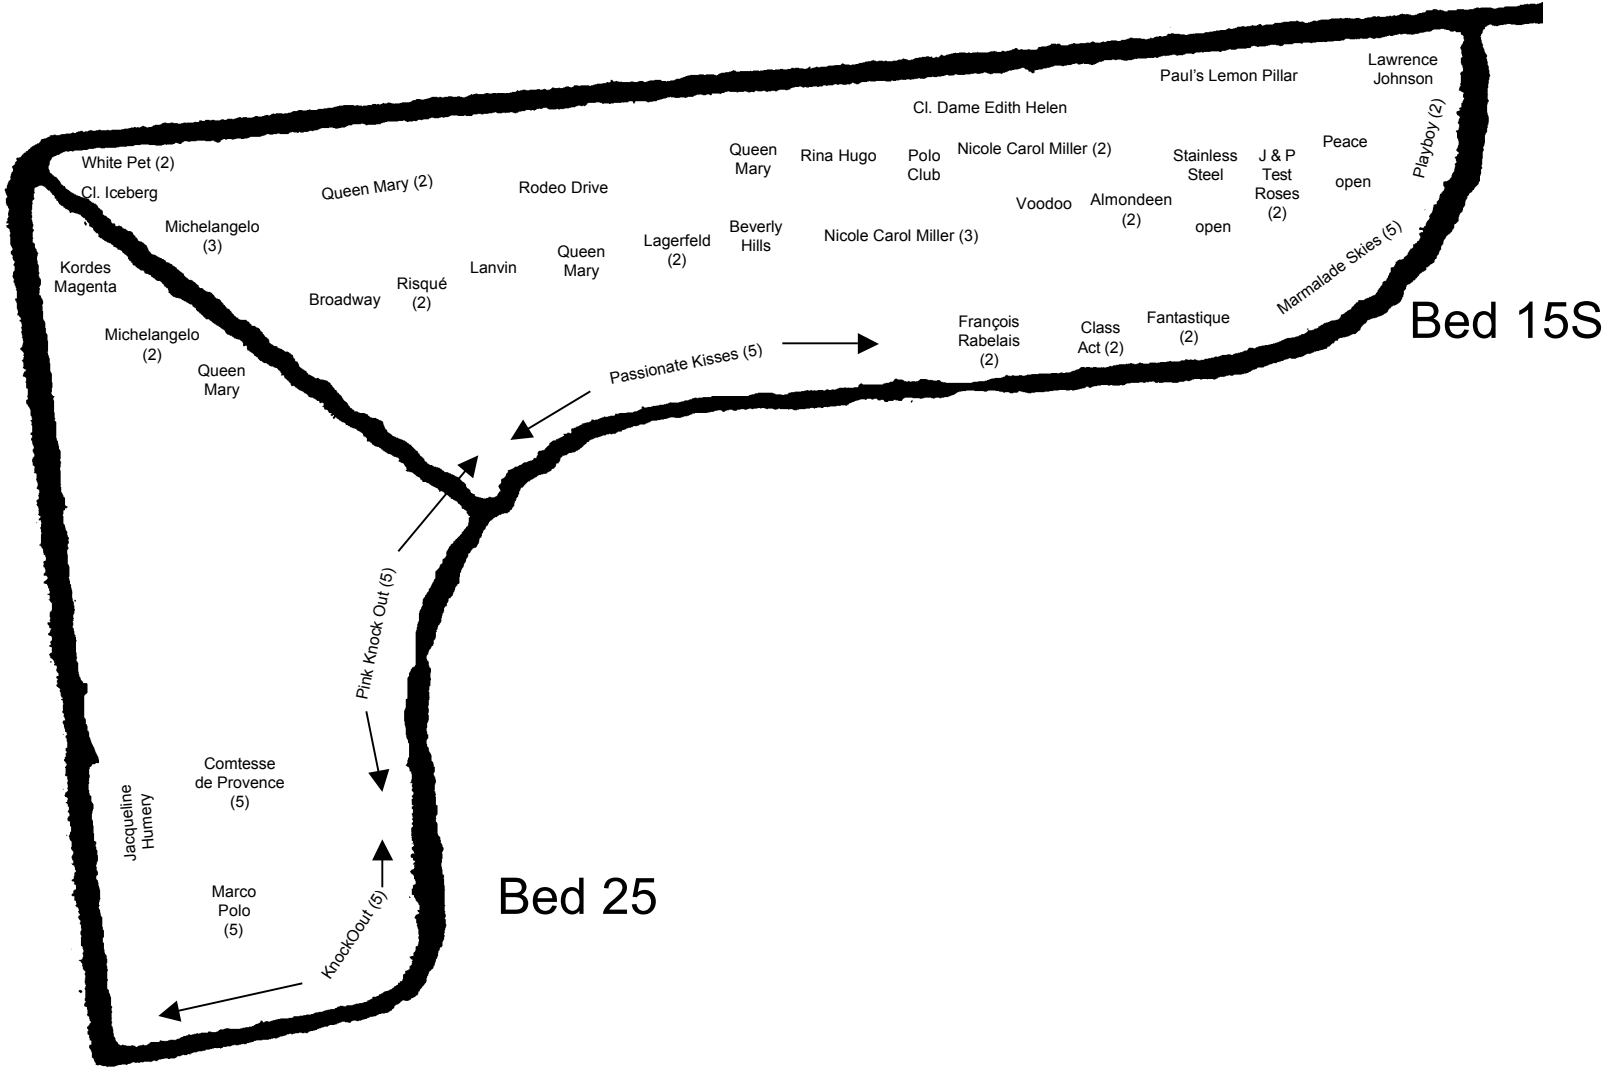 Lawrence
Johnson
Paul's Lemon Pillar
Cl. Dame Edith Helen
Playboy (2)
Peace
White Pet (2)
Queen
Mary
Rina Hugo
Polo
Club
Nicole Carol Miller (2)
Stainless
Steel
J & P
Test
Roses
(2)
open
Cl. Iceberg
Queen Mary (2)
Rodeo Drive
Voodoo
Almondeen
(2)
open
Michelangelo
(3)
Queen
Mary
Lagerfeld
(2)
Beverly
Hills
Nicole Carol Miller (3)
Marmalade Skies (5)
Kordes
Magenta
Broadway
Risqué
(2)
Lanvin
Bed 15S
Michelangelo
(2)
Queen
Mary
Passionate Kisses (5)
François
Rabelais
(2)
Class
Act (2)
Fantastique
(2)
Pink Knock Out (5)
Comtesse
de Provence
(5)
Jacqueline
Humery
Marco
Polo
(5)
KnockOout (5)
Bed 25